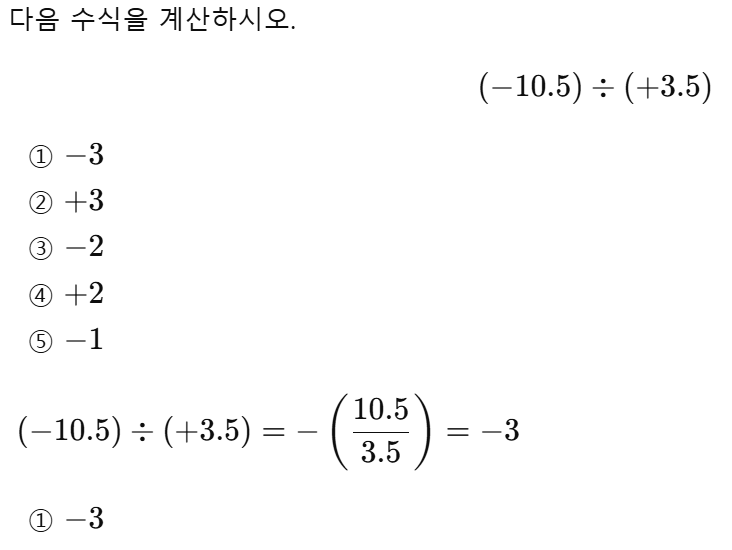 다음 수식을 계산하시오.
(−10.5) ÷ (+3.5)
① −3
② +3
③ −2
④ +2
⑤ −1
(−10.5) ÷ (+3.5) = −(10.5/3.5) = −3
① −3